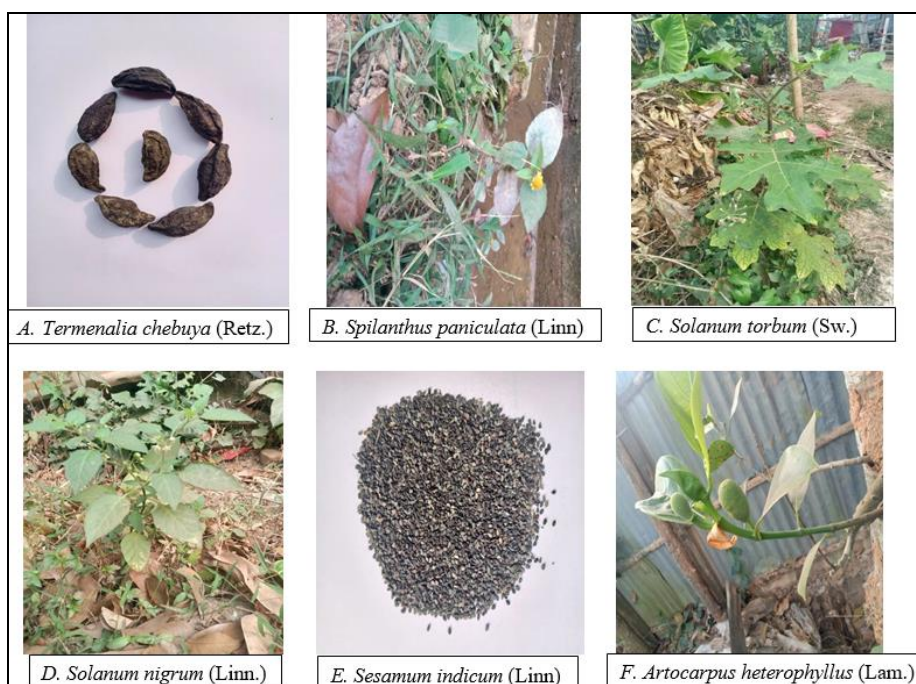 A. Termenalia chebuya (Retz.)
B. Spilanthus paniculata (Linn)
C. Solanum torbum (Sw.)
D. Solanum nigrum (Linn.)
E. Sesamum indicum (Linn)
F. Artocarpus heterophyllus (Lam.)